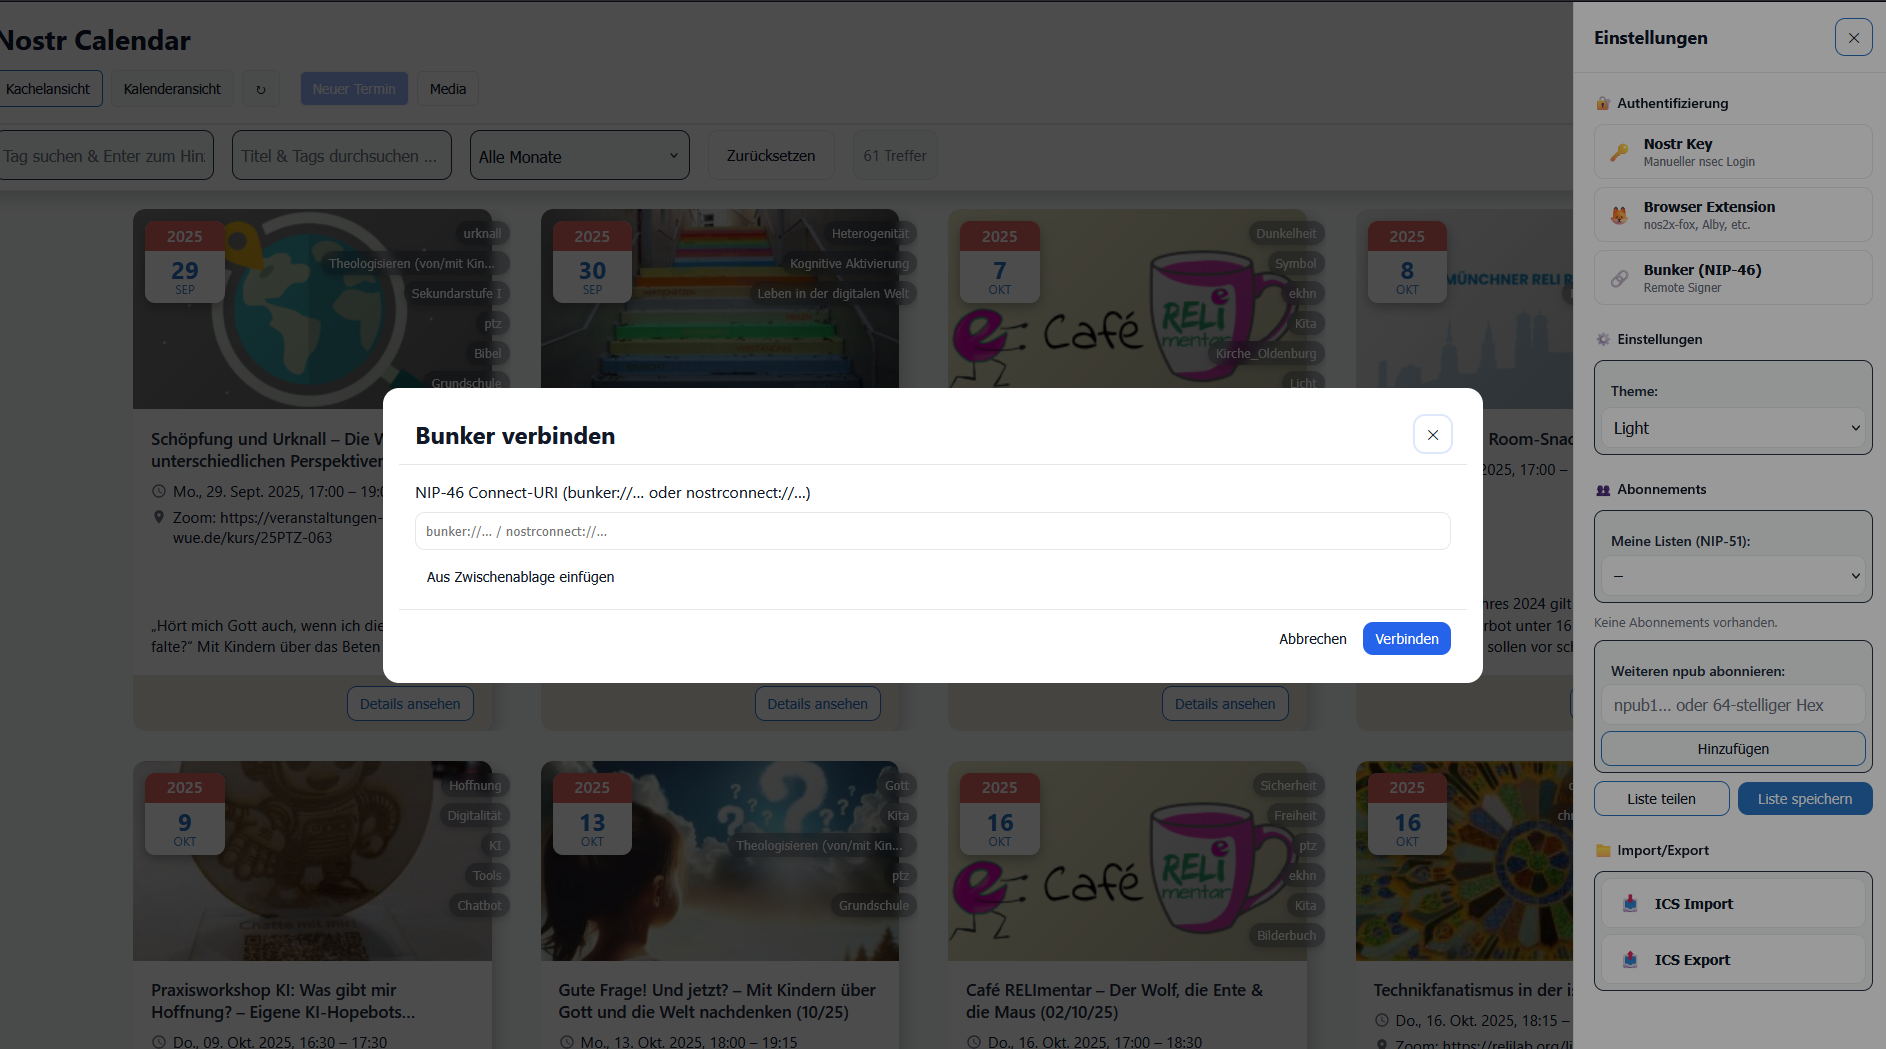 Nostr Calendar
Kachelansicht
Kalenderansicht
↻
Neuer Termin
Media
Tag suchen & Enter zum Hin
Titel & Tags durchsuchen ...
Alle Monate
Zurücksetzen
61 Treffer
2025
29
SEP
urknall
Theologisieren (von/mit Kin...
Sekundarstufe I
ptz
Bibel
Grundschule
Schöpfung und Urknall – Die W
unterschiedlichen Perspektiven
Mo., 29. Sept. 2025, 17:00 – 19:0
Zoom: https://veranstaltungen-
wue.de/kurs/25PTZ-063
„Hört mich Gott auch, wenn ich die
falte?“ Mit Kindern über das Beten
Details ansehen
2025
30
SEP
Heterogenität
Kognitive Aktivierung
Leben in der digitalen Welt
Details ansehen
2025
7
OKT
Dunkelheit
Symbol
ekhn
Kita
Kirche_Oldenburg
Licht
e: Café
RELI
mentar
Details ansehen
2025
8
OKT
MÜNCHNER RELI R
Room-Snac
2025, 17:00 –
hres 2024 gilt
rbot unter 16
sollen vor sch
Bunker verbinden
NIP-46 Connect-URI (bunker://... oder nostrconnect://...)
bunker://... / nostrconnect://...
Aus Zwischenablage einfügen
Abbrechen
Verbinden
2025
9
OKT
Hoffnung
Digitalität
KI
Tools
Chatbot
Chatte mit mir!
Praxisworkshop KI: Was gibt mir
Hoffnung? – Eigene KI-Hopebots...
Do., 09. Okt. 2025, 16:30 – 17:30
2025
13
OKT
Gott
Kita
Theologisieren (von/mit Kin...
ptz
Grundschule
Gute Frage! Und jetzt? – Mit Kindern über
Gott und die Welt nachdenken (10/25)
Mo., 13. Okt. 2025, 18:00 – 19:15
2025
16
OKT
Sicherheit
Freiheit
ptz
ekhn
Kita
Bilderbuch
e: Café
RELI
mentar
Café RELImentar – Der Wolf, die Ente &
die Maus (02/10/25)
Do., 16. Okt. 2025, 17:00 – 18:30
2025
16
OKT
chr
Technikfanatismus in der is
Do., 16. Okt. 2025, 18:15 –
Zoom: https://relilab.org/li
Einstellungen
Authentifizierung
Nostr Key
Manueller nsec Login
Browser Extension
nos2x-fox, Alby, etc.
Bunker (NIP-46)
Remote Signer
Einstellungen
Theme:
Light
Abonnements
Meine Listen (NIP-51):
—
Keine Abonnements vorhanden.
Weiteren npub abonnieren:
npub1... oder 64-stelliger Hex
Hinzufügen
Liste teilen
Liste speichern
Import/Export
ICS Import
ICS Export